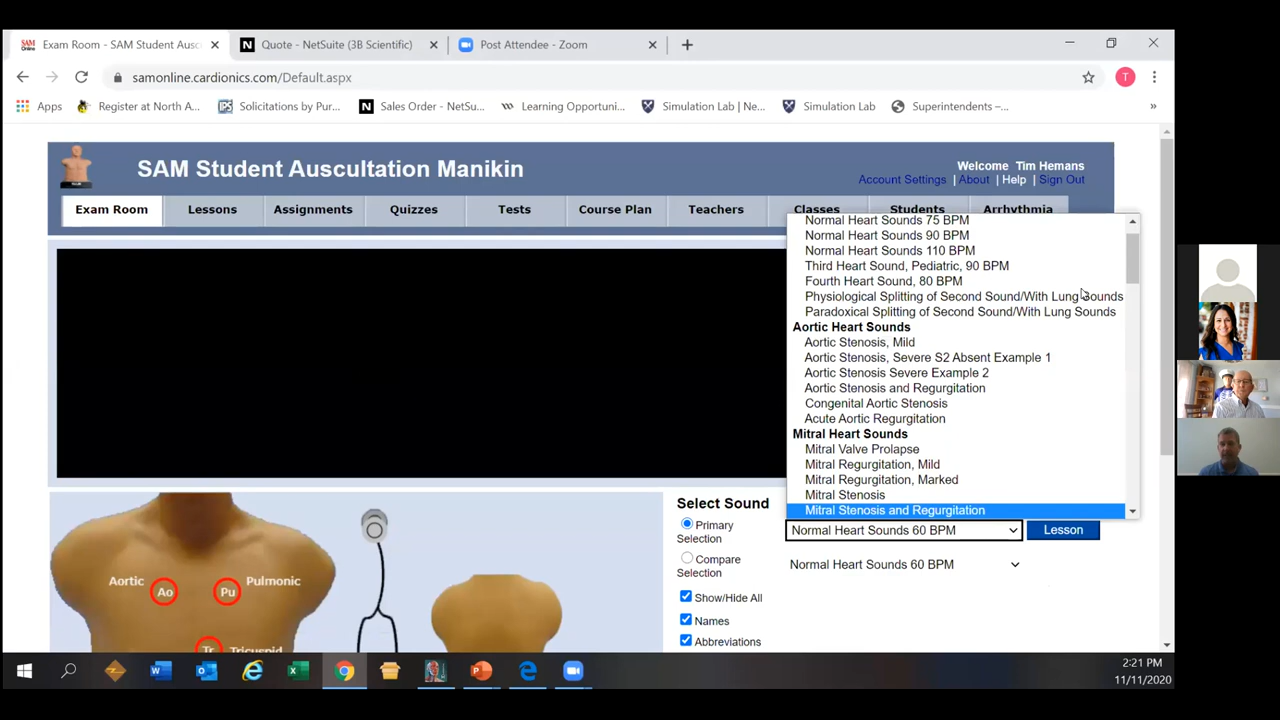 Exam Room - SAM Student Ausc
Quote - NetSuite (3B Scientific)
Post Attendee - Zoom
samonline.cardionics.com/Default.aspx
T
Apps
Register at North A...
Solicitations by Pur...
Sales Order - NetSu...
Learning Opportuni...
Simulation Lab | Ne...
Simulation Lab
Superintendents –...
SAM Student Auscultation Manikin
Welcome Tim Hemans
Account Settings | About | Help | Sign Out
Exam Room
Lessons
Assignments
Quizzes
Tests
Course Plan
Teachers
Classes
Students
Arrhythmia
Normal Heart Sounds 75 BPM
Normal Heart Sounds 90 BPM
Normal Heart Sounds 110 BPM
Third Heart Sound, Pediatric, 90 BPM
Fourth Heart Sound, 80 BPM
Physiological Splitting of Second Sound/With Lung Sounds
Paradoxical Splitting of Second Sound/With Lung Sounds
Aortic Heart Sounds
Aortic Stenosis, Mild
Aortic Stenosis, Severe S2 Absent Example 1
Aortic Stenosis Severe Example 2
Aortic Stenosis and Regurgitation
Congenital Aortic Stenosis
Acute Aortic Regurgitation
Mitral Heart Sounds
Mitral Valve Prolapse
Mitral Regurgitation, Mild
Mitral Regurgitation, Marked
Mitral Stenosis
Mitral Stenosis and Regurgitation
Select Sound
Primary
Selection
Normal Heart Sounds 60 BPM
Lesson
Compare
Selection
Normal Heart Sounds 60 BPM
Show/Hide All
Names
Abbreviations
Aortic
Ao
Pu
Pulmonic
Tr
Tricuspid
2:21 PM
11/11/2020